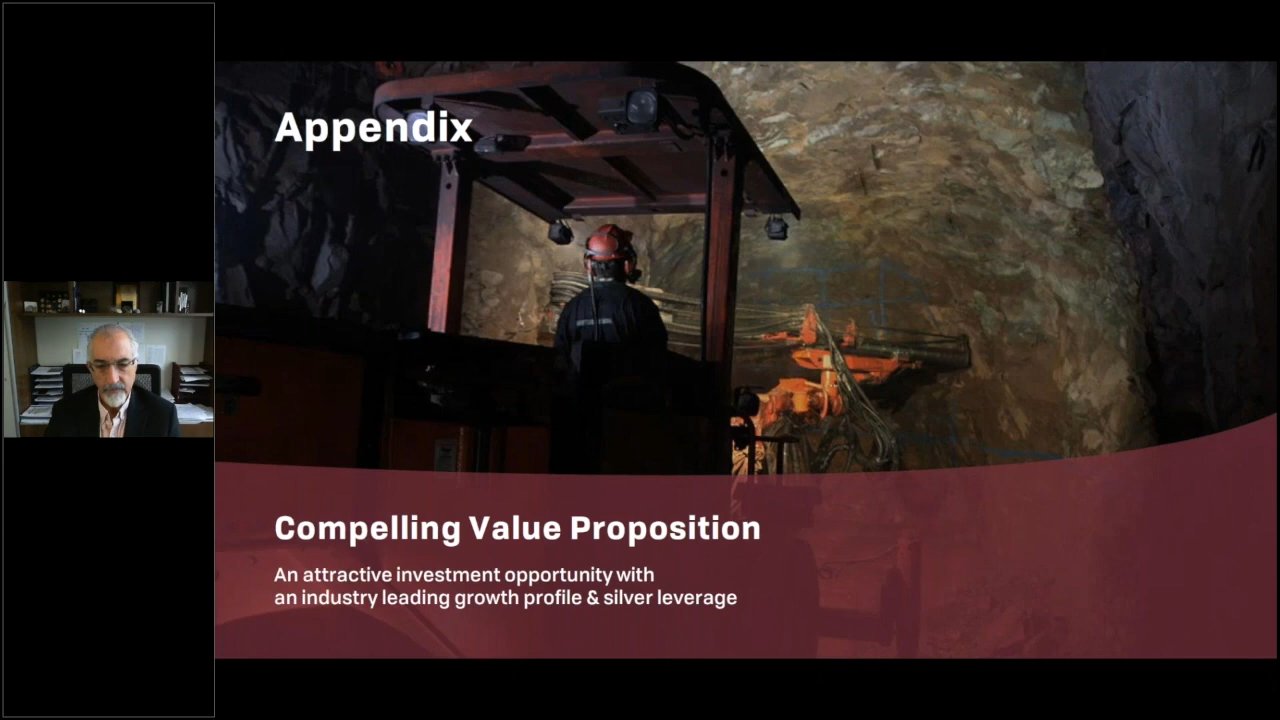 Appendix
Compelling Value Proposition
An attractive investment opportunity with
an industry leading growth profile & silver leverage